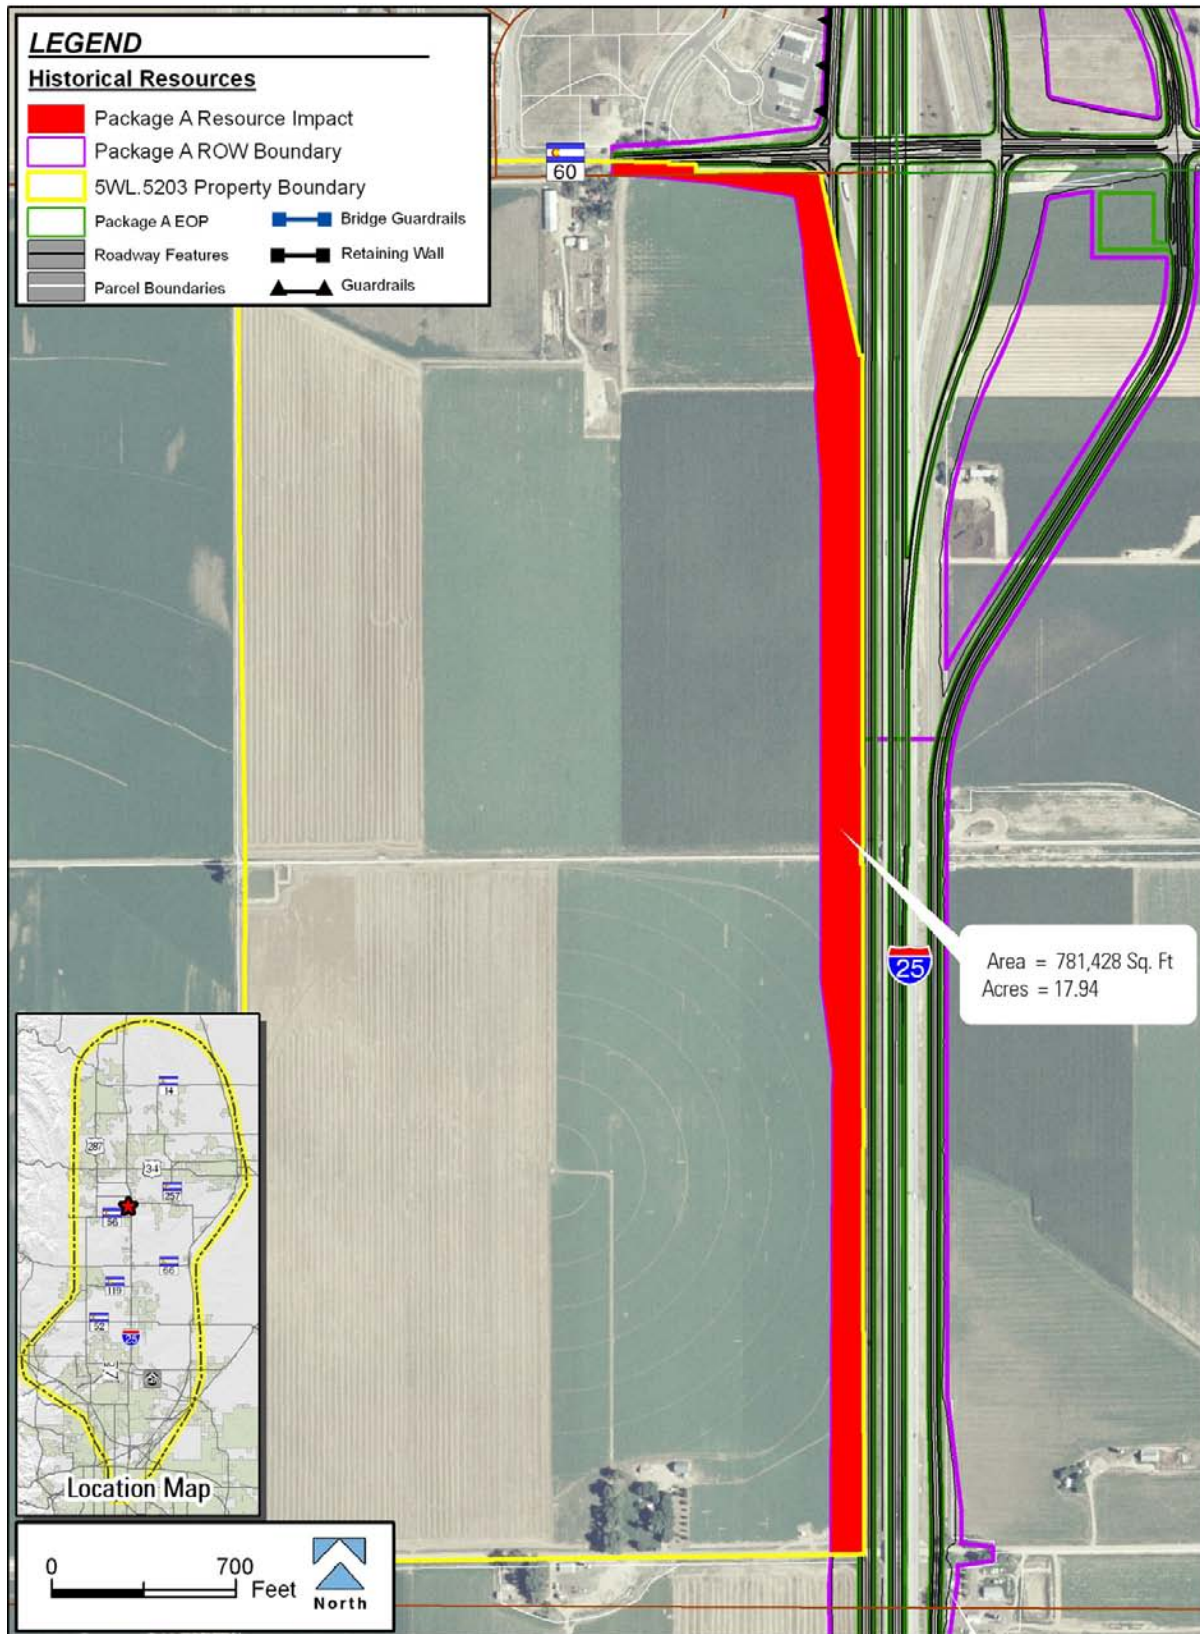 LEGEND
Historical Resources
Package A Resource Impact
Package A ROW Boundary
5WL.5203 Property Boundary
Package A EOP
Bridge Guardrails
Roadway Features
Retaining Wall
Parcel Boundaries
Guardrails
60
25
Area = 781,428 Sq. Ft
Acres = 17.94
14
287
34
257
56
66
119
52
25
Location Map
0 700 Feet
North